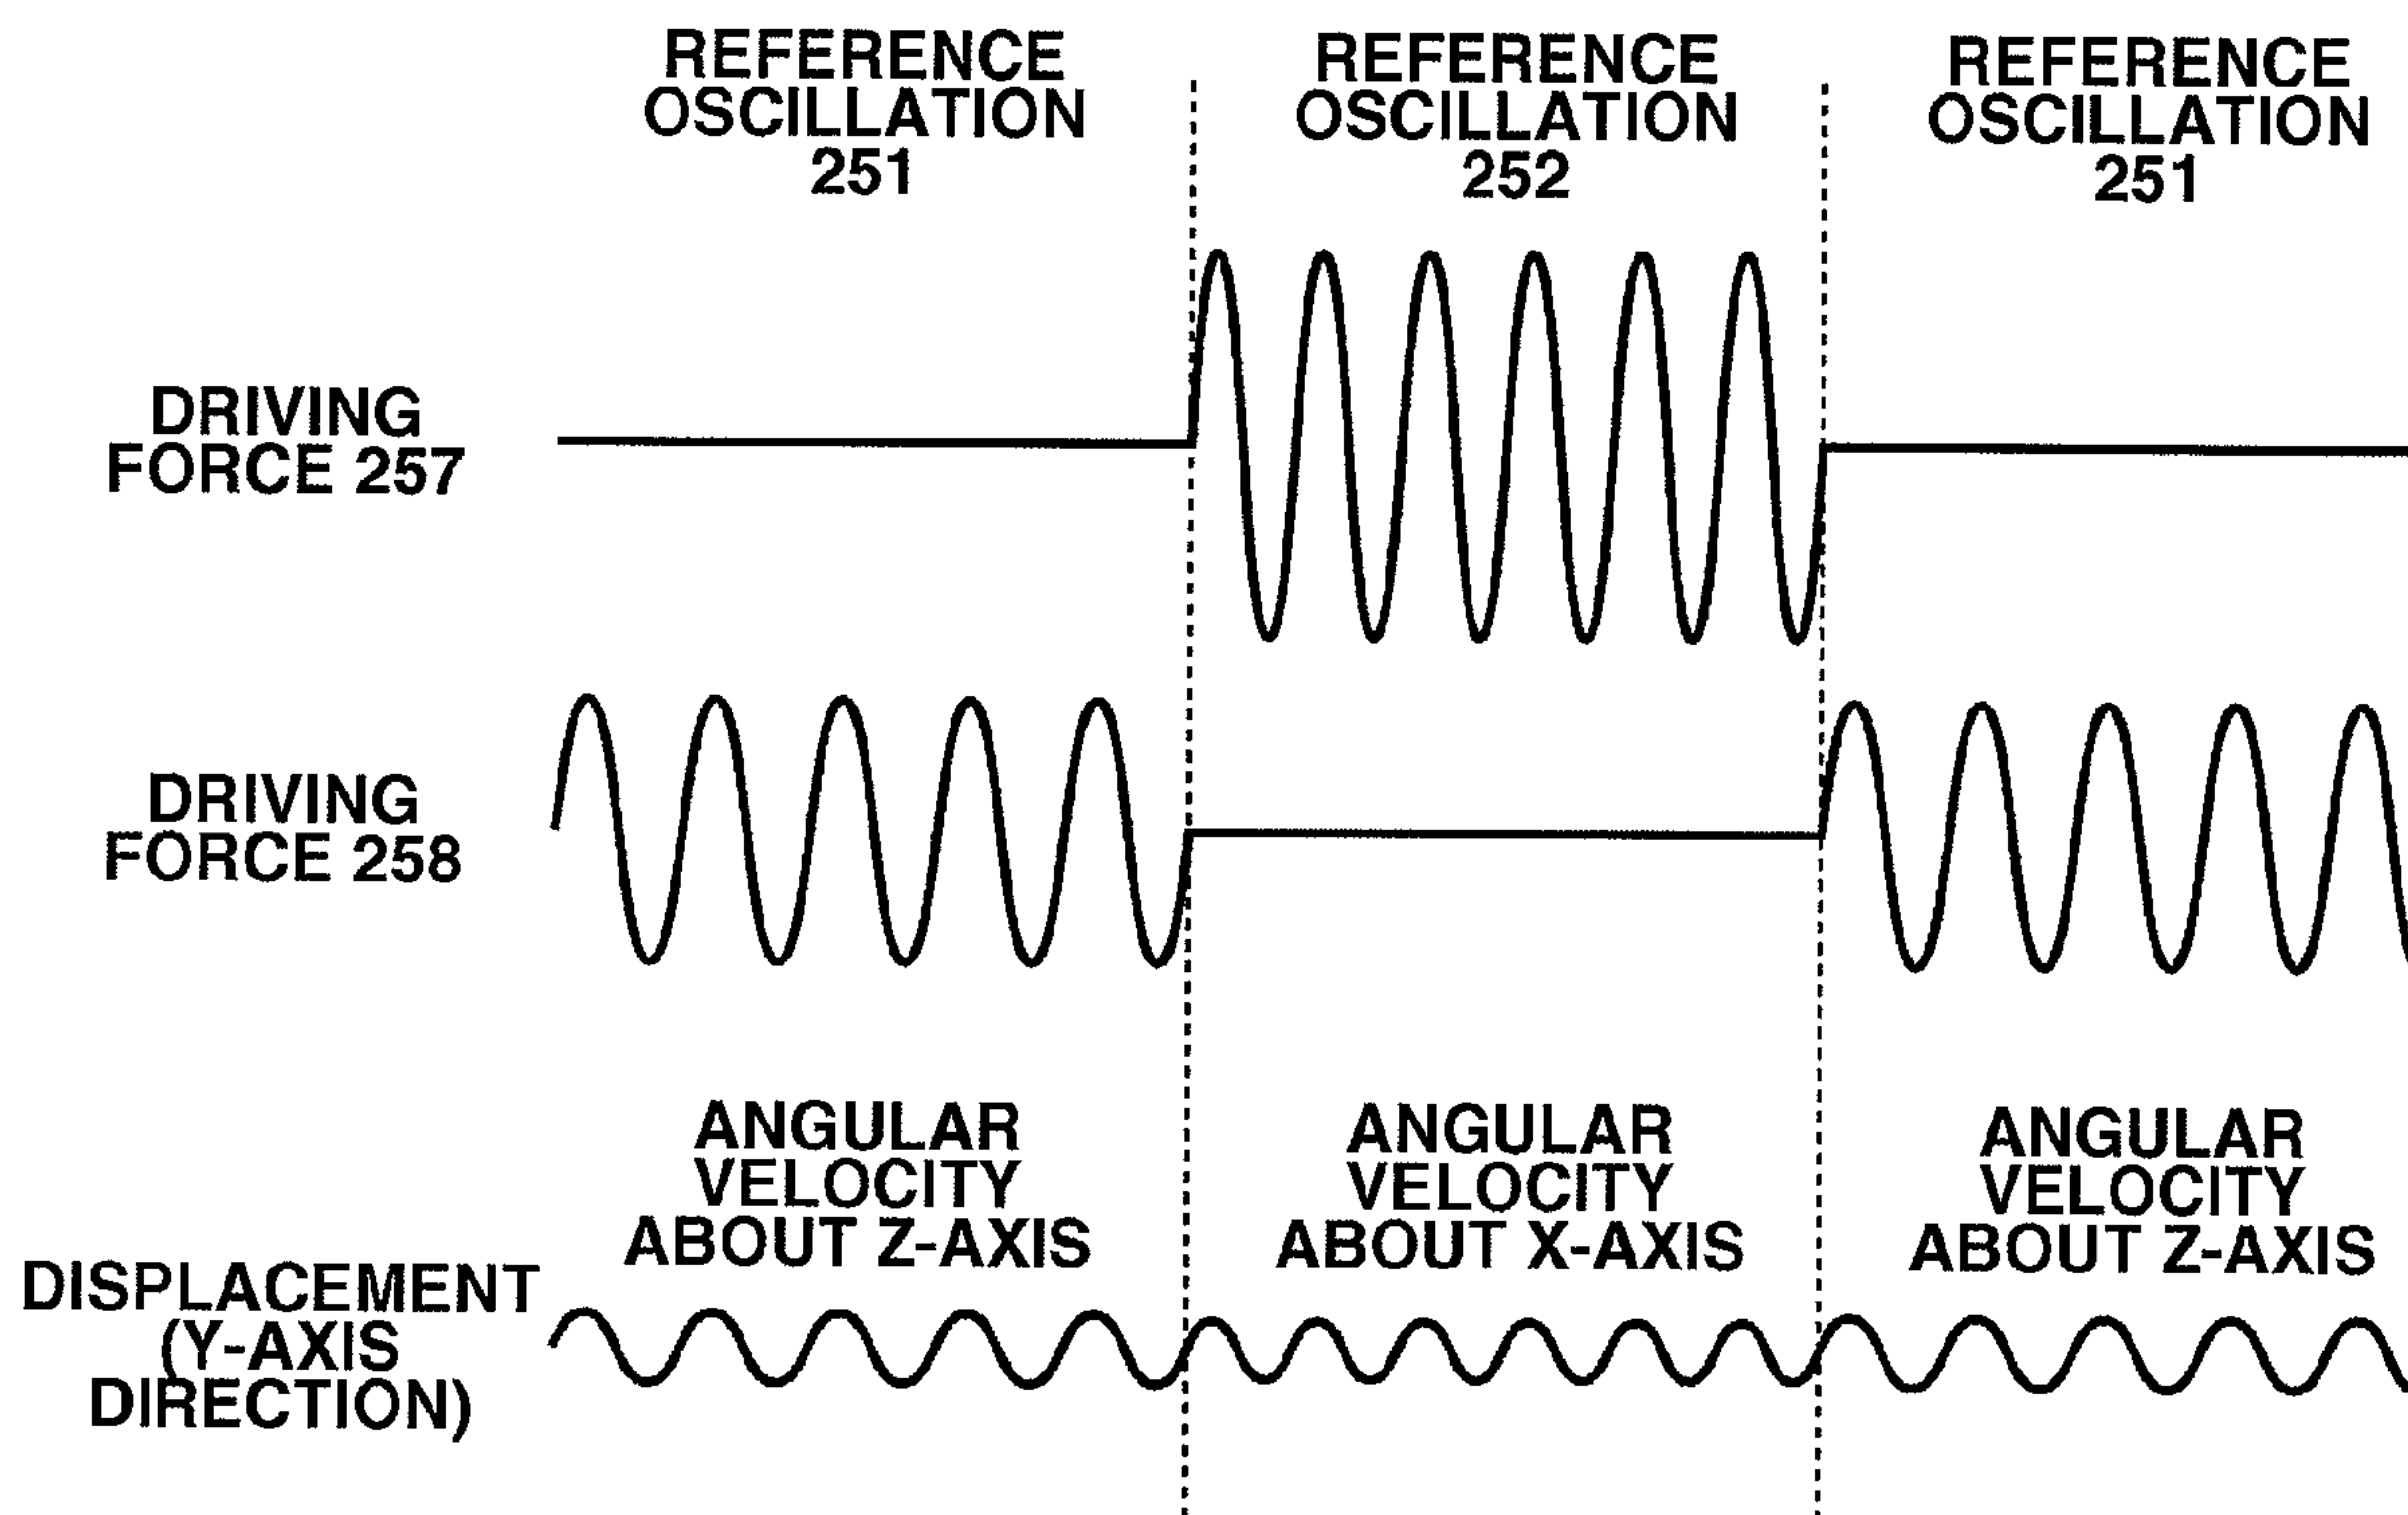 REFERENCE
OSCILLATION
251
REFERENCE
OSCILLATION
252
REFERENCE
OSCILLATION
251
DRIVING
FORCE 257
DRIVING
FORCE 258
ANGULAR
VELOCITY
ABOUT Z-AXIS
ANGULAR
VELOCITY
ABOUT X-AXIS
ANGULAR
VELOCITY
ABOUT Z-AXIS
DISPLACEMENT
(Y-AXIS
DIRECTION)